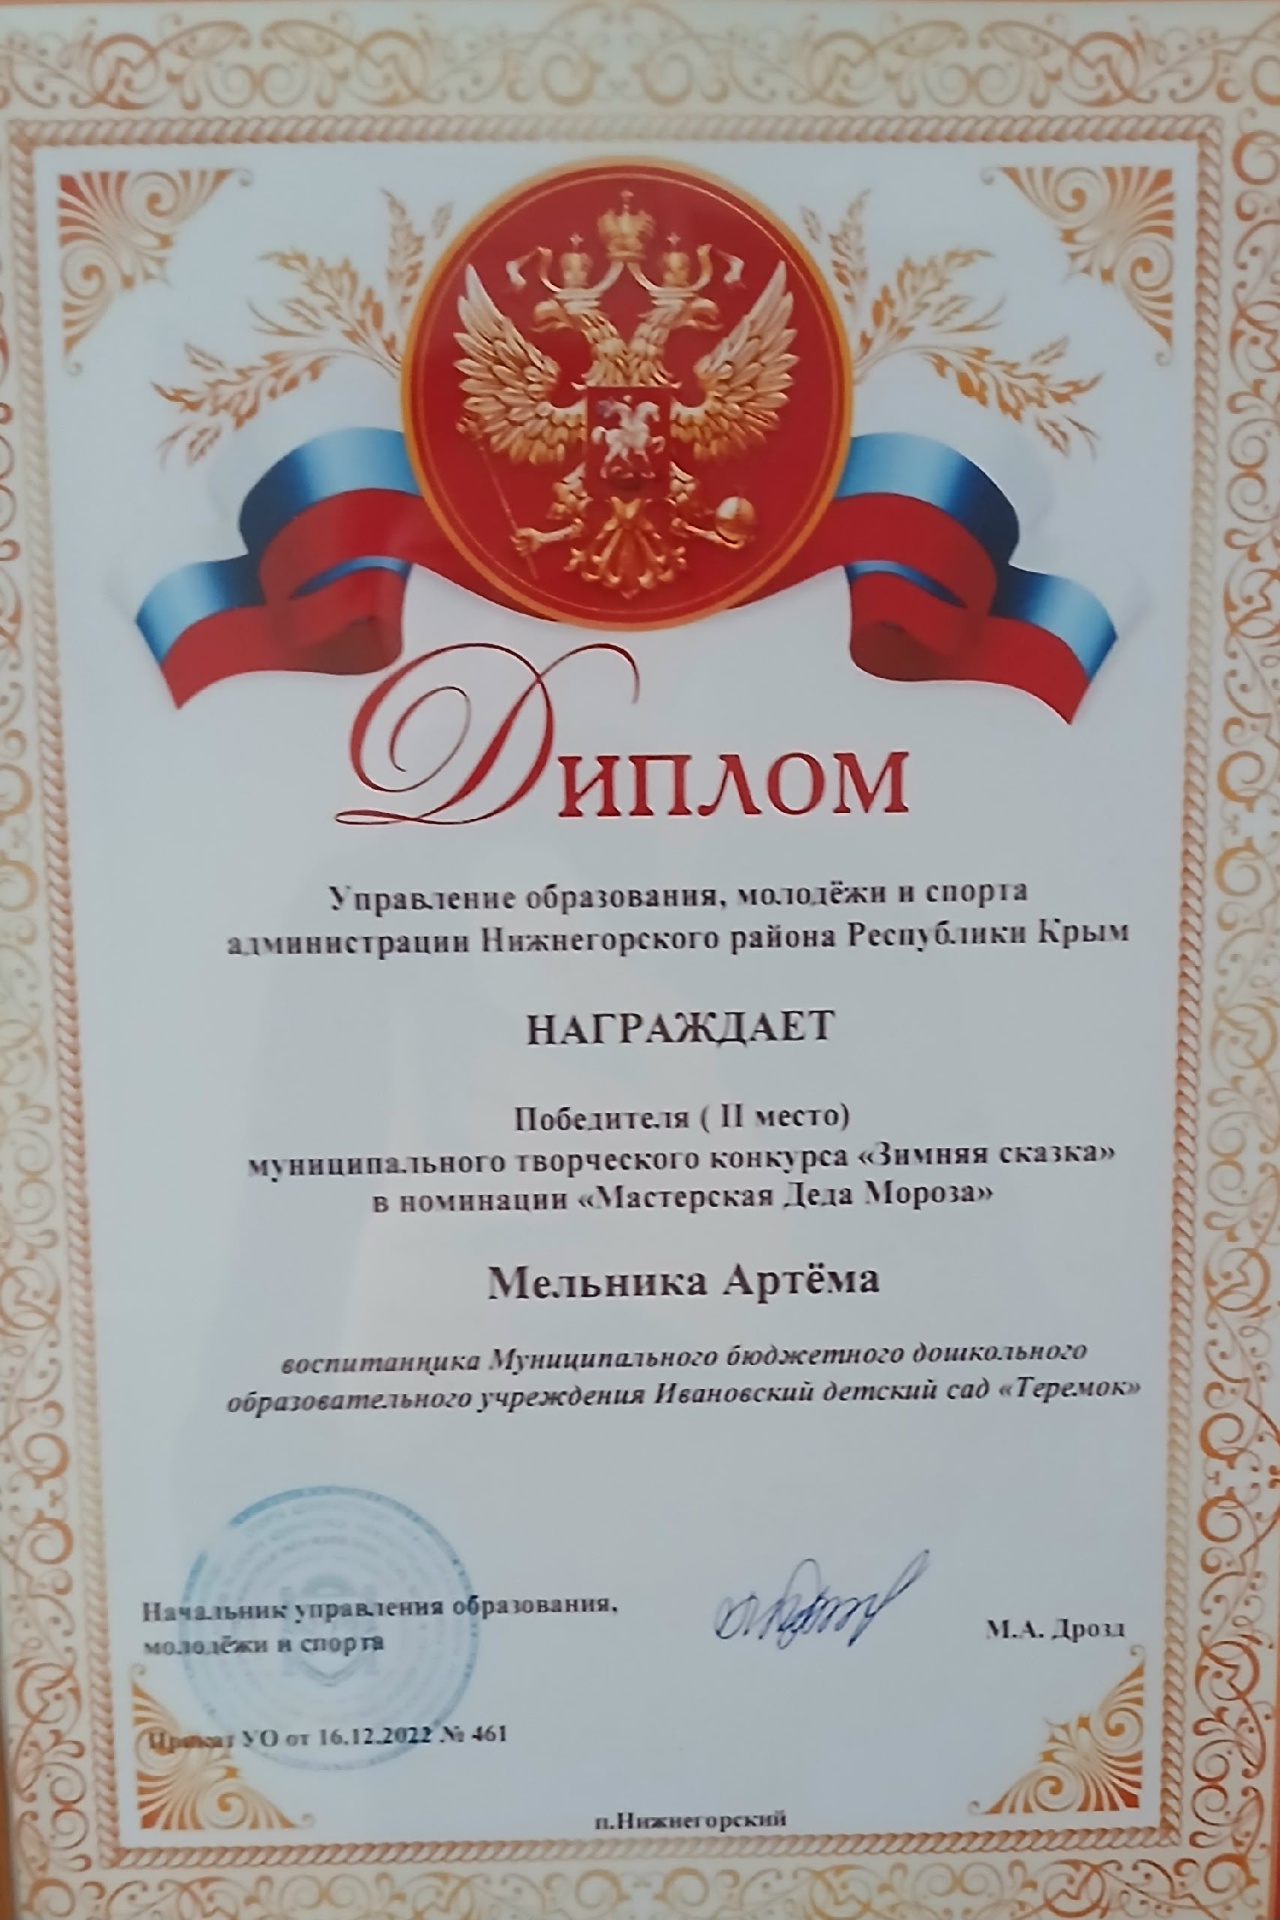 Диплом
Управление образования, молодёжи и спорта
администрации Нижнегорского района Республики Крым
НАГРАЖДАЕТ
Победителя ( II место)
муниципального творческого конкурса «Зимняя сказка»
в номинации «Мастерская Деда Мороза»
Мельника Артёма
воспитанника Муниципального бюджетного дошкольного
образовательного учреждения Ивановский детский сад «Теремок»
Начальник управления образования,
молодёжи и спорта
М.А. Дрозд
Приказ УО от 16.12.2022 № 461
п.Нижнегорский